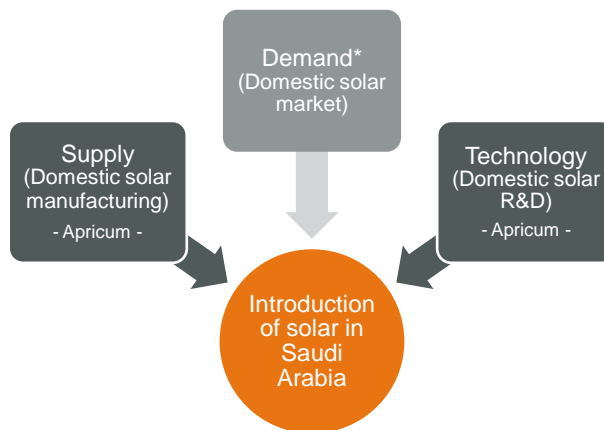 Demand*
(Domestic solar
market)
Supply
(Domestic solar
manufacturing)
- Apricum -
Technology
(Domestic solar
R&D)
- Apricum -
Introduction
of solar in
Saudi
Arabia